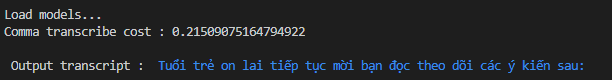 Load models...
Comma transcribe cost : 0.21509075164794922
Output transcript :  Tuổi trẻ on lai tiếp tục mời bạn đọc theo dõi các ý kiến sau: